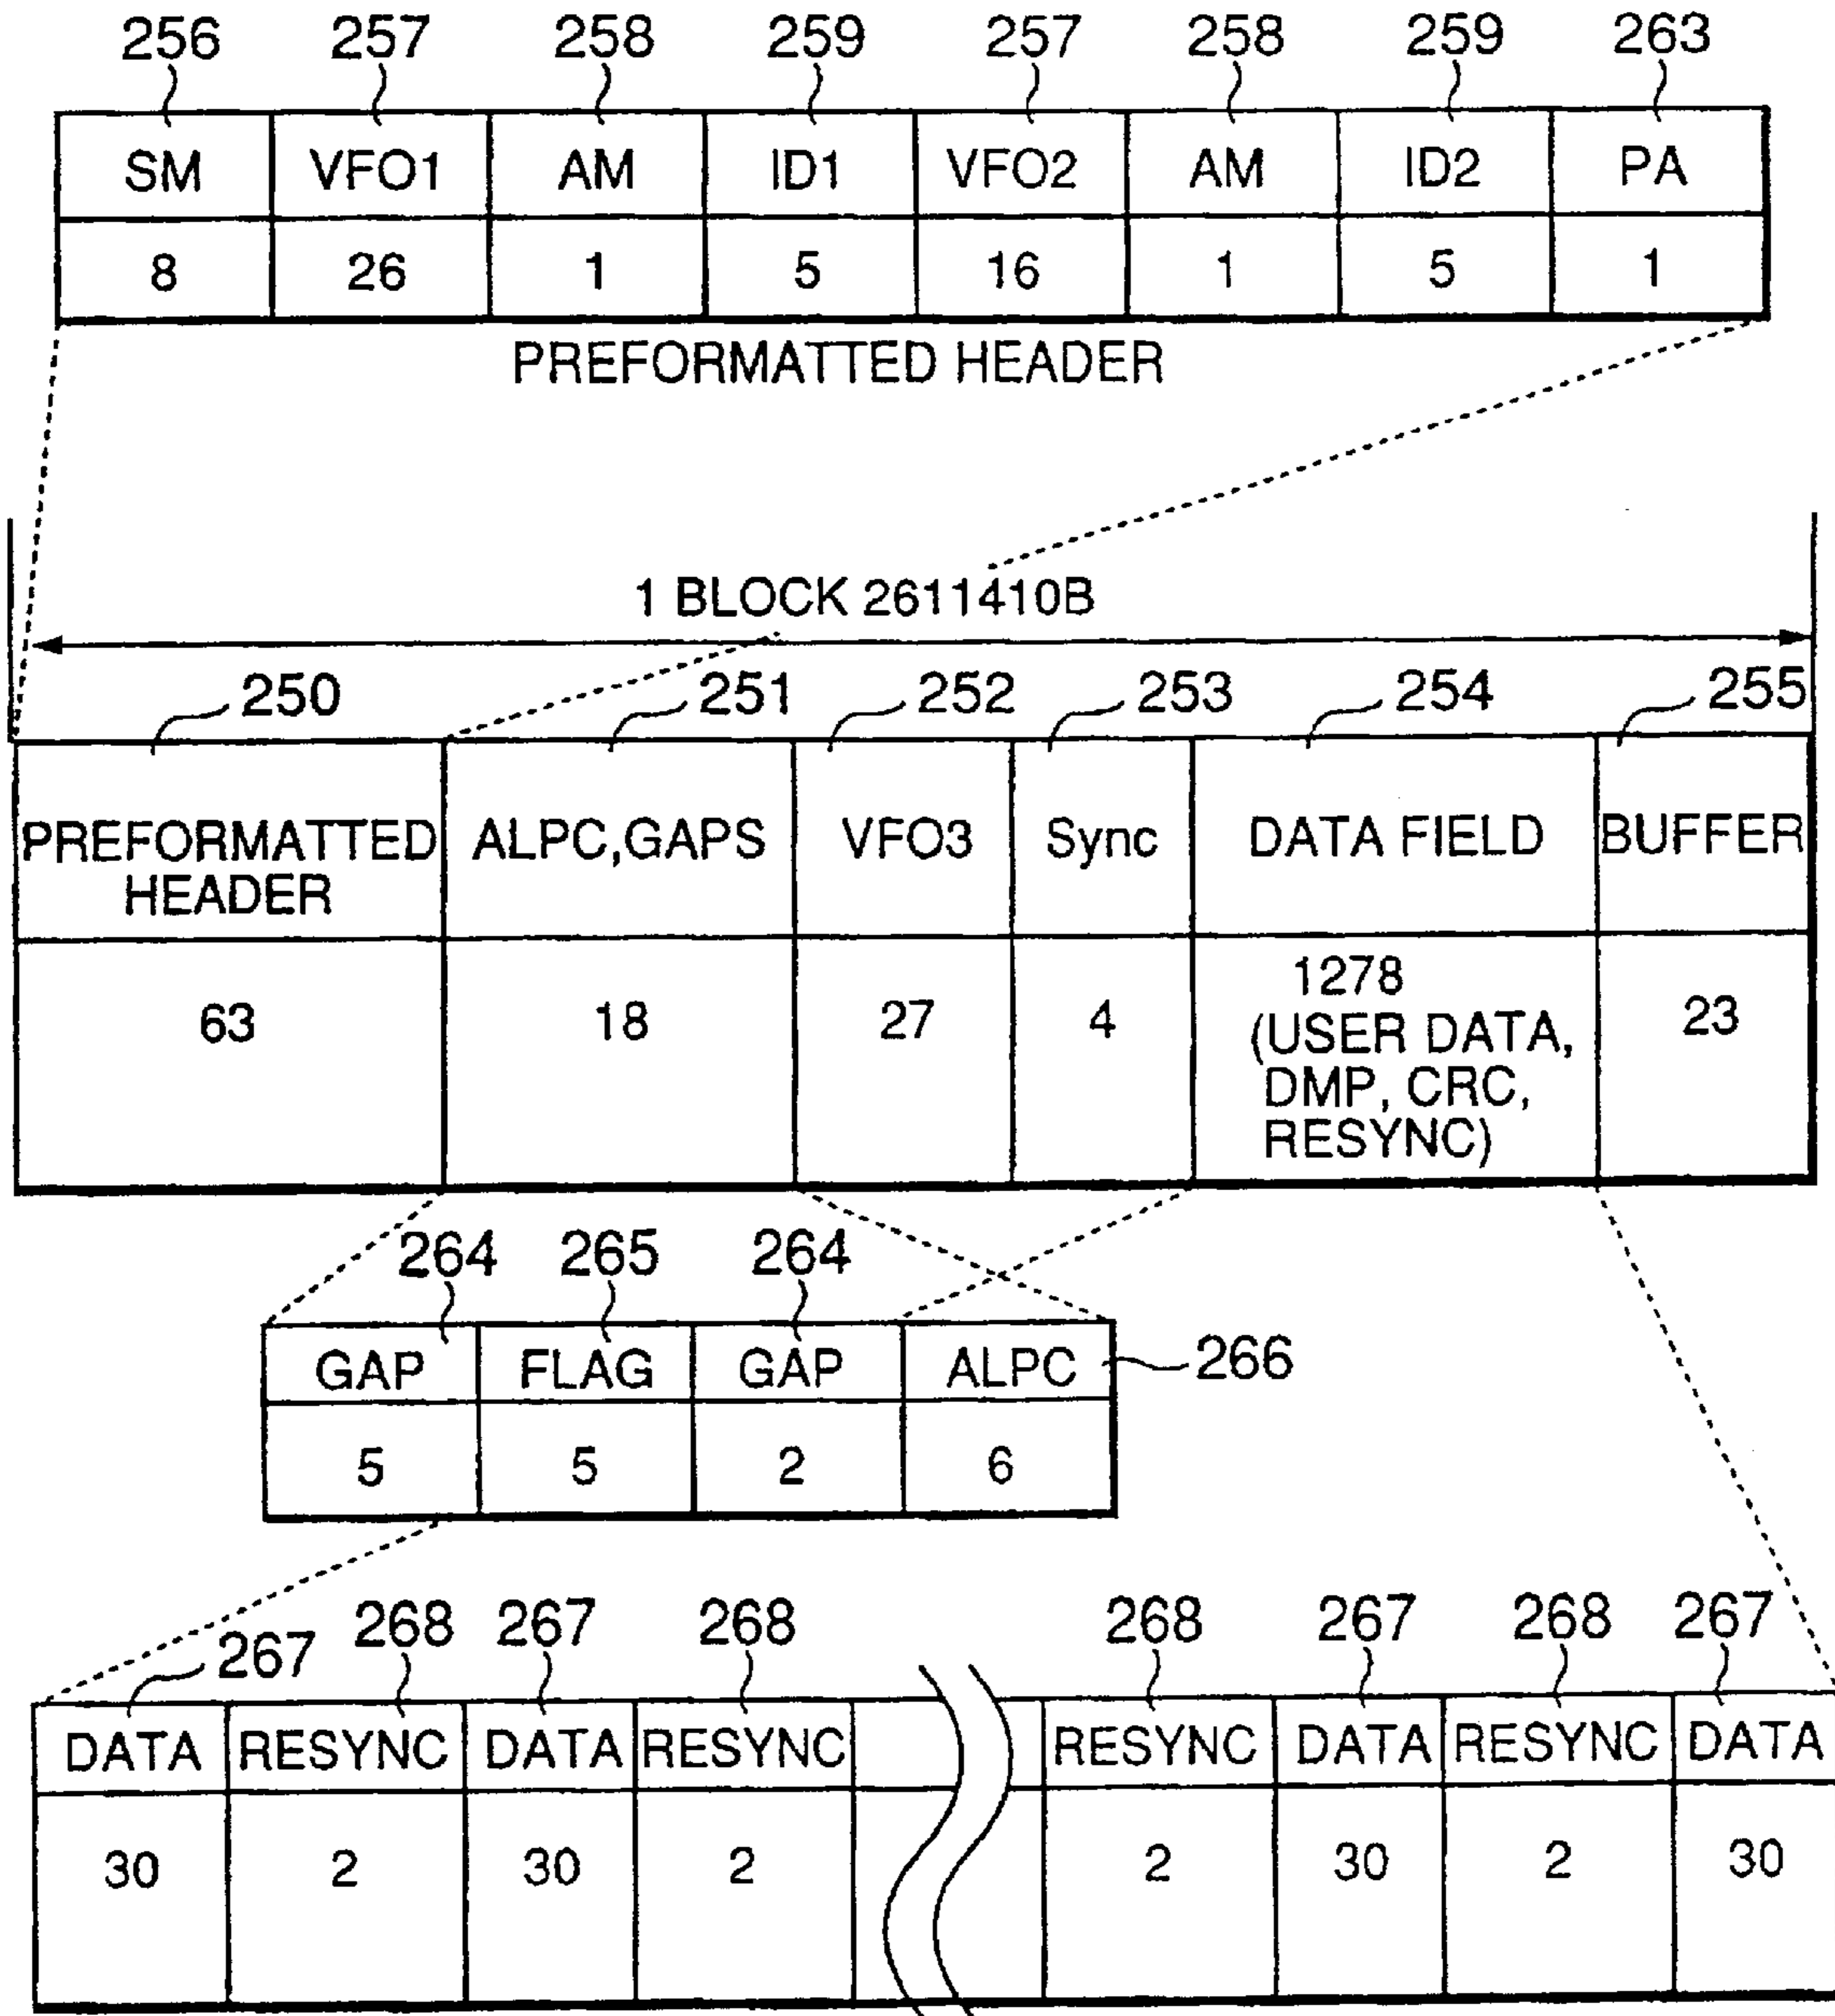 256 257 258 259 257 258 259 263
SM VFO1 AM ID1 VFO2 AM ID2 PA
8 26 1 5 16 1 5 1
PREFORMATTED HEADER
1 BLOCK 2611410B
250 251 252 253 254 255
PREFORMATTED HEADER
ALPC,GAPS
VFO3
Sync
DATA FIELD
BUFFER
63
18
27
4
1278
(USER DATA,
DMP, CRC,
RESYNC)
23
264 265 264
GAP FLAG GAP ALPC 266
5 5 2 6
267 268 267 268 268 267 268 267
DATA RESYNC DATA RESYNC RESYNC DATA RESYNC DATA
30 2 30 2 2 30 2 30